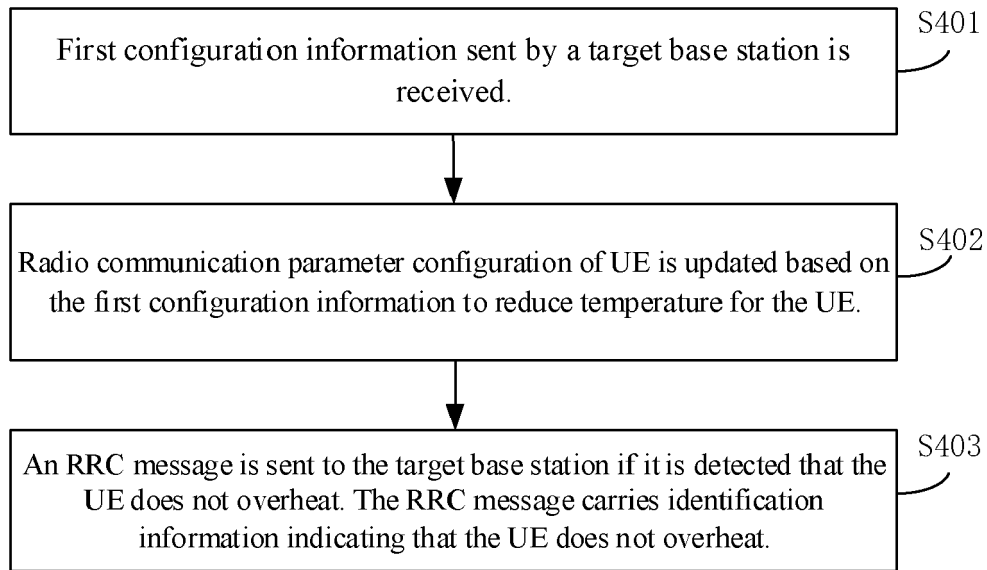 S401
First configuration information sent by a target base station is
received.
S402
Radio communication parameter configuration of UE is updated based on
the first configuration information to reduce temperature for the UE.
S403
An RRC message is sent to the target base station if it is detected that the
UE does not overheat. The RRC message carries identification
information indicating that the UE does not overheat.